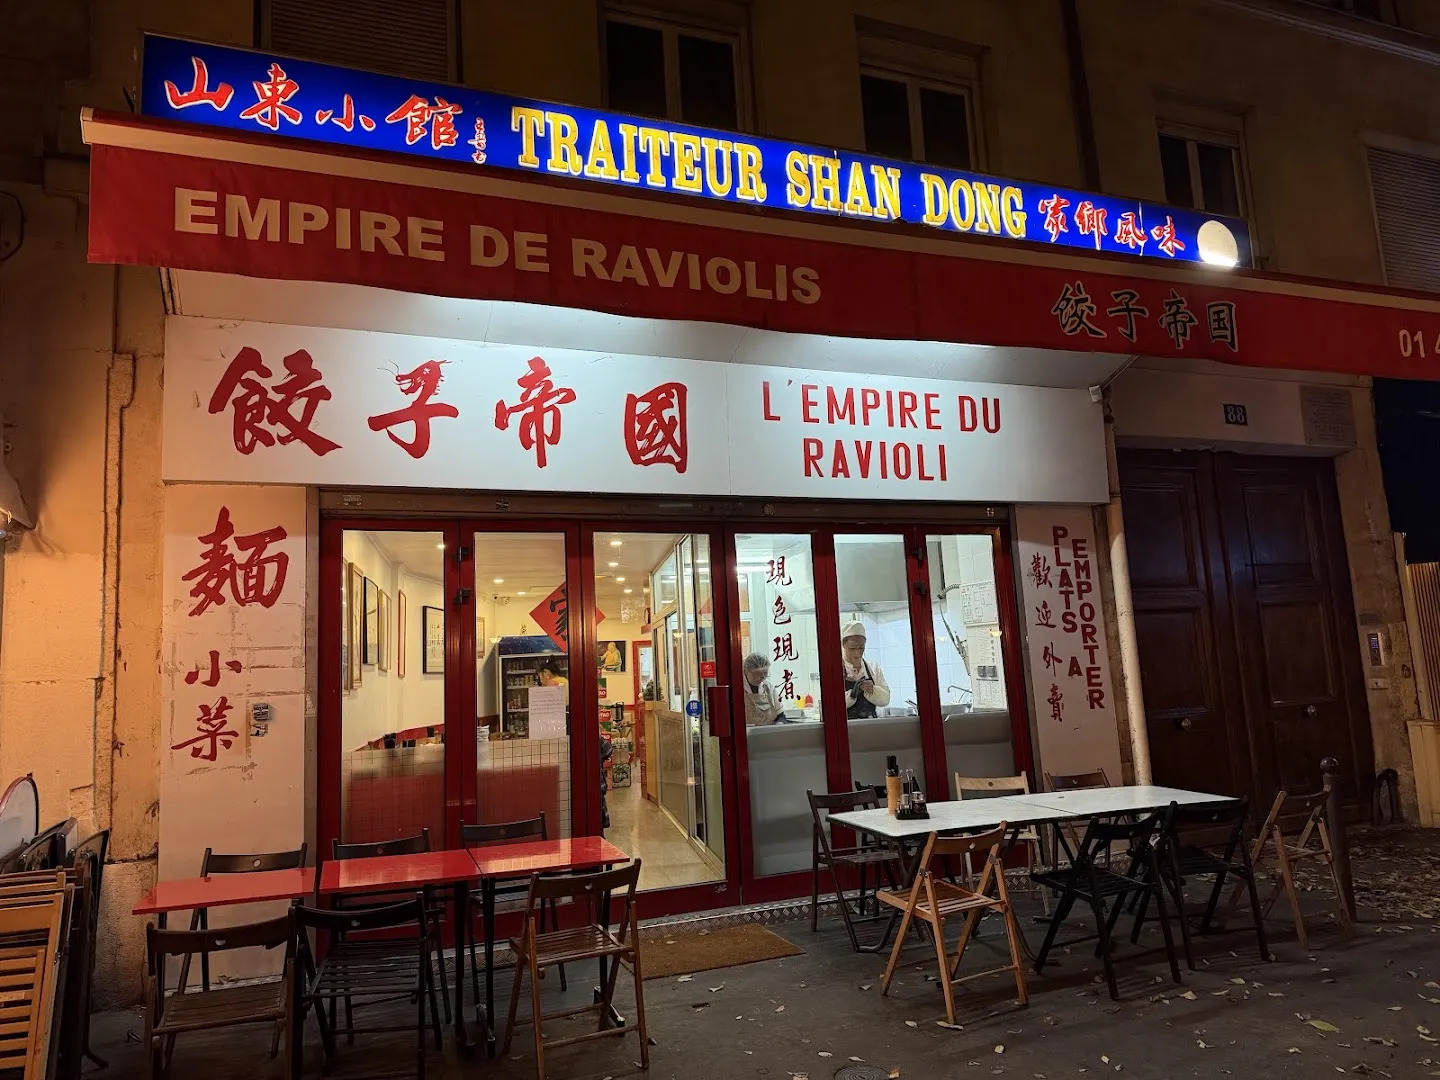 山東小館 TRAITEUR SHAN DONG 家鄉風味
EMPIRE DE RAVIOLIS 餃子帝国 01 4
88
餃子帝國
L'EMPIRE DU
RAVIOLI
麵
小
菜
現
包
現
煮
家
歡迎外賣
PLATS A
EMPORTER